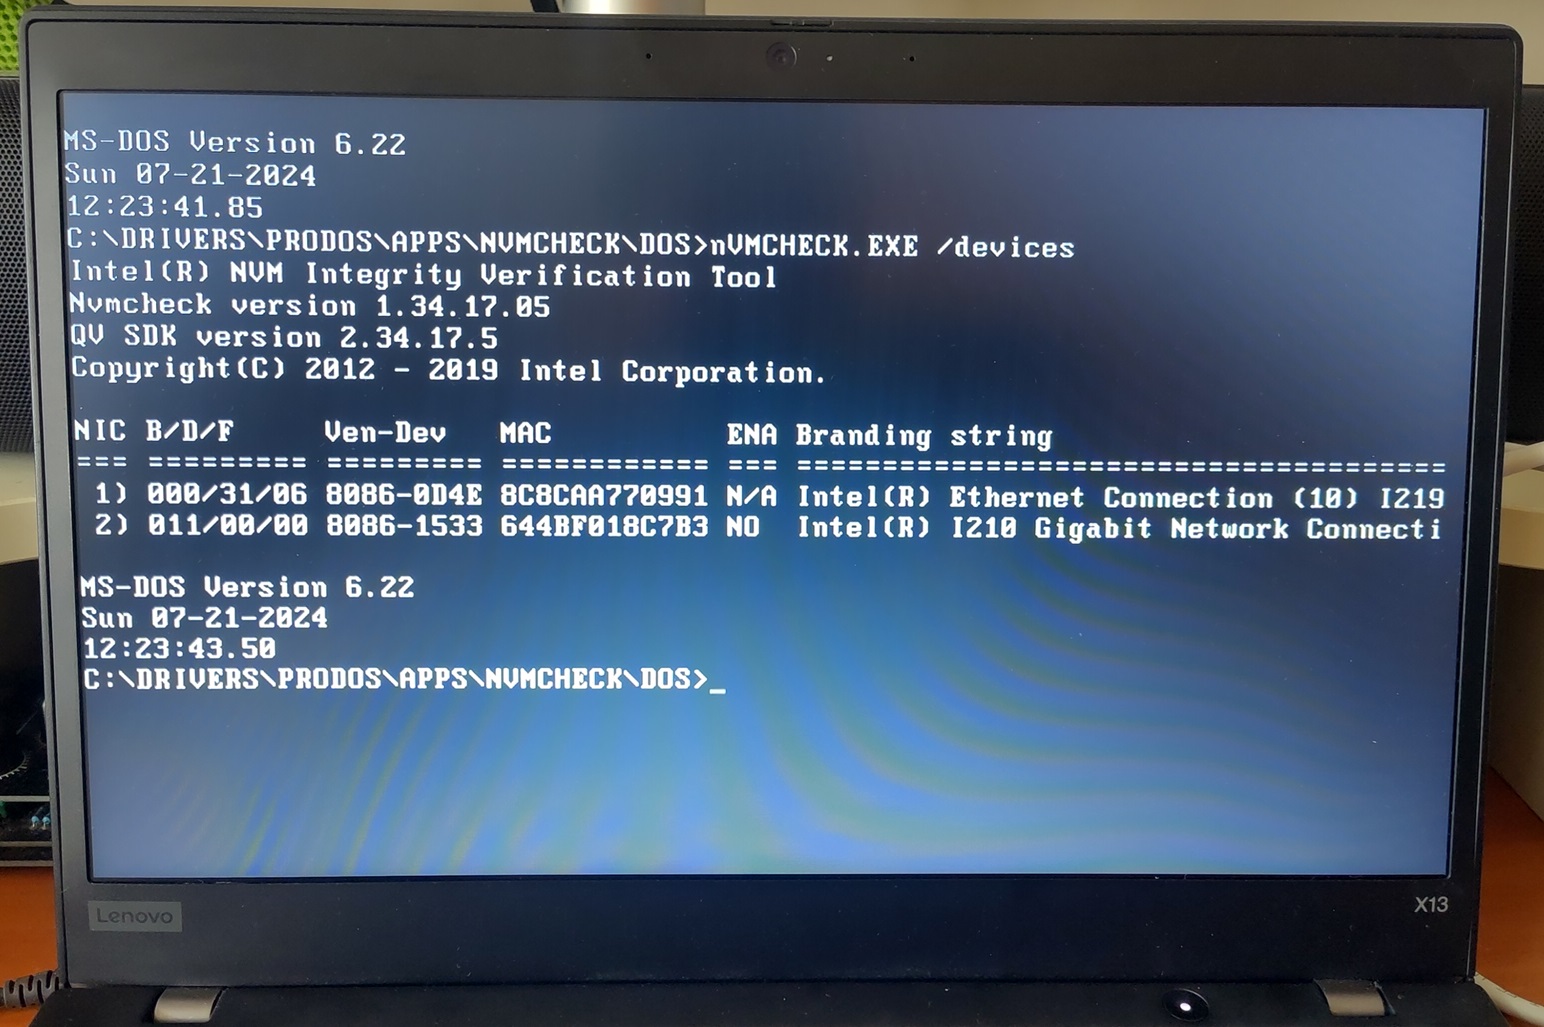 MS-DOS Version 6.22
Sun 07-21-2024
12:23:41.85
C:\DRIVERS\PRODOS\APPS\NVMCHECK\DOS>nVMCHECK.EXE /devices
Intel(R) NVM Integrity Verification Tool
Nvmcheck version 1.34.17.05
QV SDK version 2.34.17.5
Copyright(C) 2012 - 2019 Intel Corporation.
NIC B/D/F Ven-Dev MAC ENA Branding string
=== ========= ========= ============ === ======================================
1) 000/31/06 8086-0D4E 8C8CAA770991 N/A Intel(R) Ethernet Connection (10) I219
2) 011/00/00 8086-1533 644BF018C7B3 NO Intel(R) I210 Gigabit Network Connecti
MS-DOS Version 6.22
Sun 07-21-2024
12:23:43.50
C:\DRIVERS\PRODOS\APPS\NVMCHECK\DOS>_
Lenovo
X13